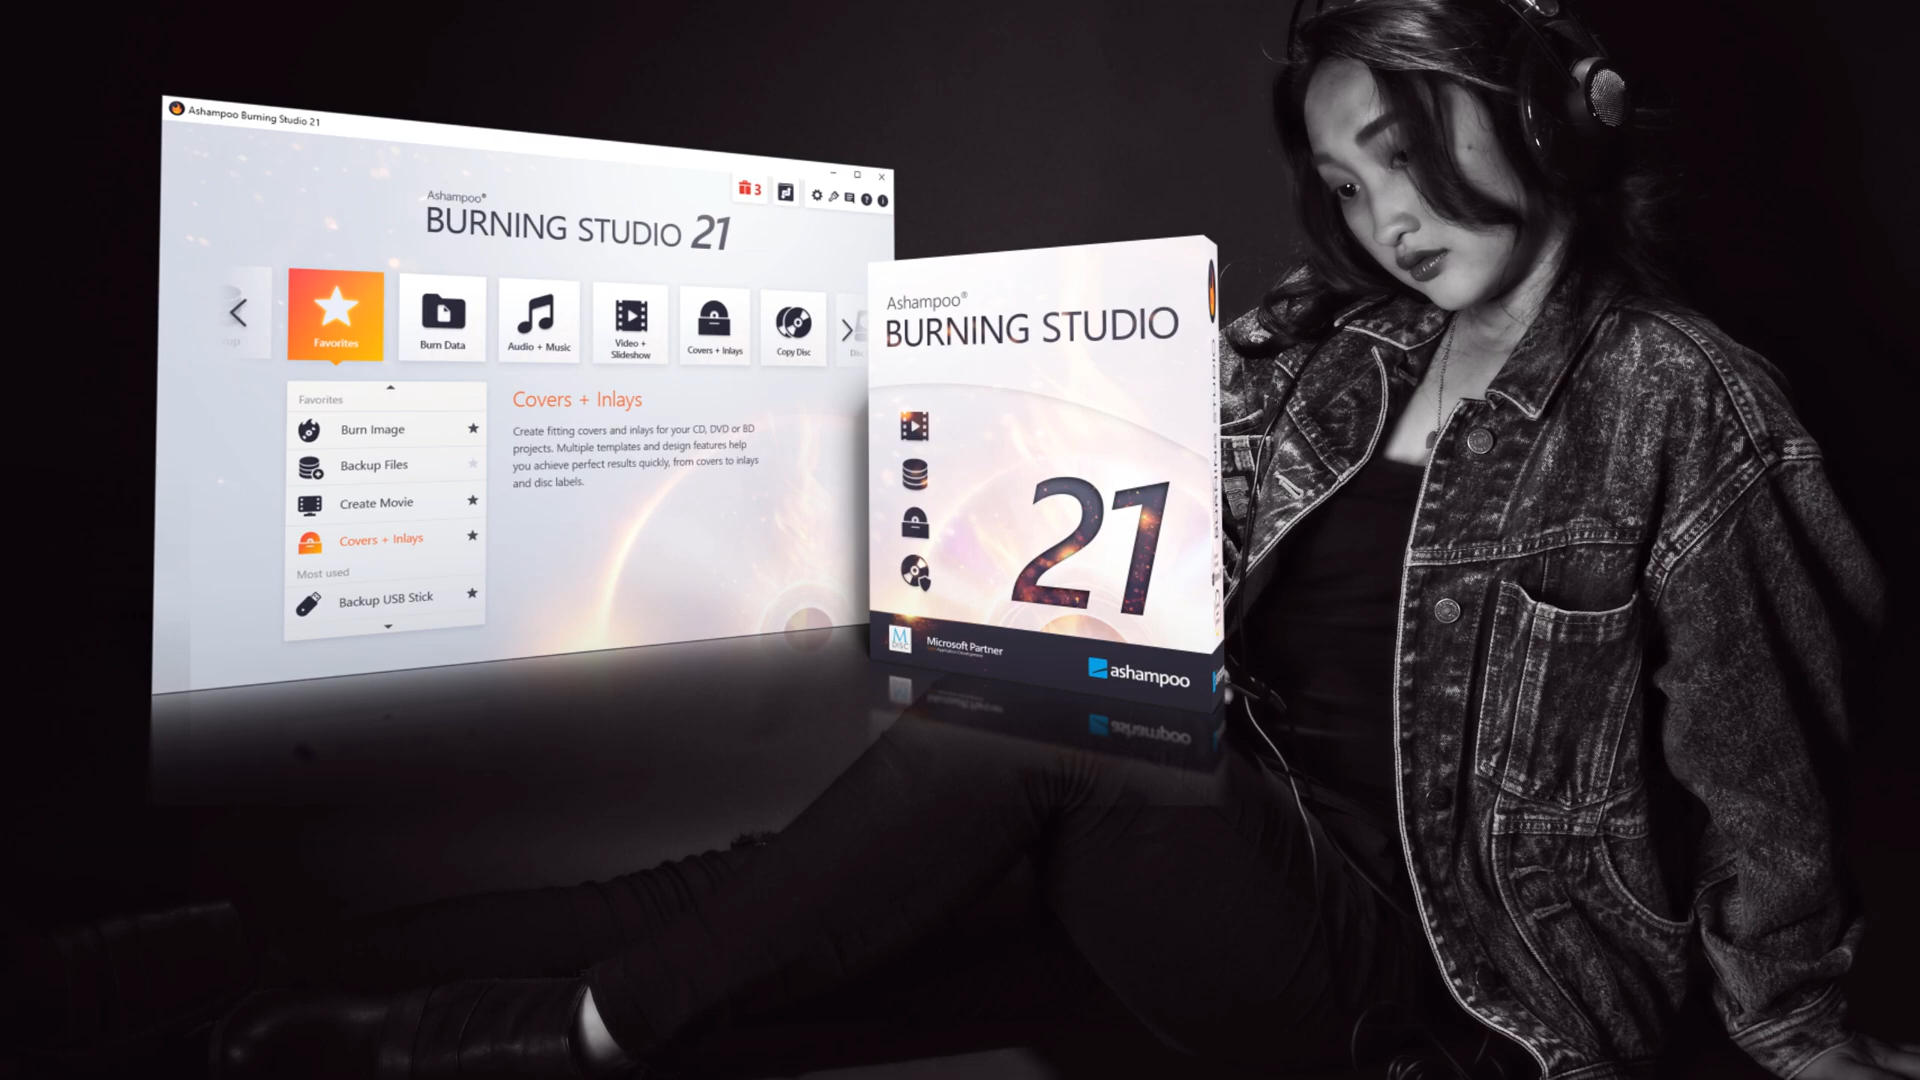 Ashampoo Burning Studio 21
3
Ashampoo®
BURNING STUDIO 21
Favorites
Burn Data
Audio + Music
Video +
Slideshow
Covers + Inlays
Copy Disc
Disc
Favorites
Burn Image
Backup Files
Create Movie
Covers + Inlays
Most used
Backup USB Stick
Covers + Inlays
Create fitting covers and inlays for your CD, DVD or BD
projects. Multiple templates and design features help
you achieve perfect results quickly, from covers to inlays
and disc labels.
Ashampoo®
BURNING STUDIO
21
M
DISC
Microsoft Partner
ashampoo